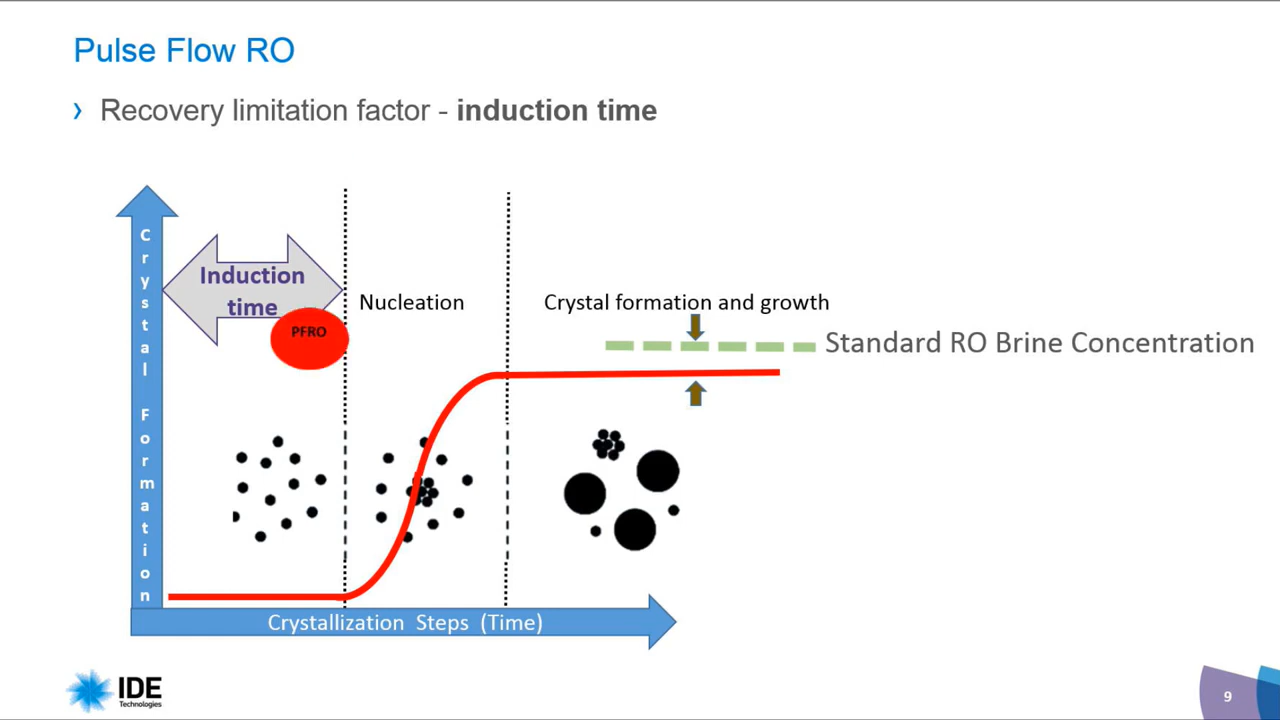 Pulse Flow RO
› Recovery limitation factor - induction time
Crystal Formation
Induction
time
PFRO
Nucleation
Crystal formation and growth
Standard RO Brine Concentration
Crystallization Steps (Time)
IDE
Technologies
9